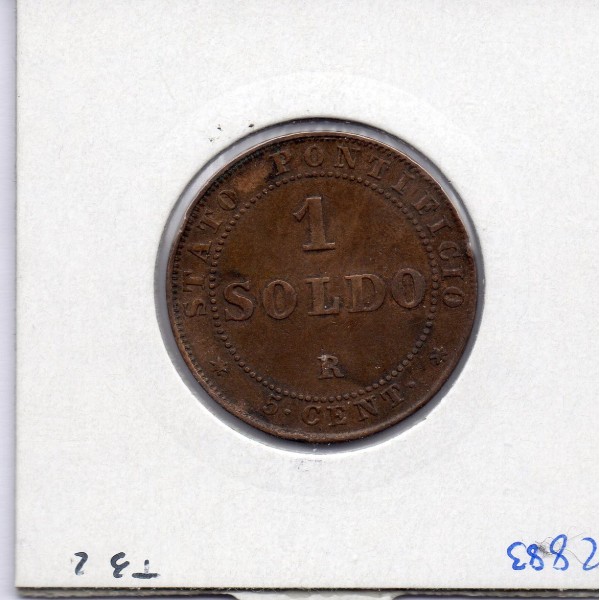 STATO PONTIFICIO
1
SOLDO
R
5 · CENT ·